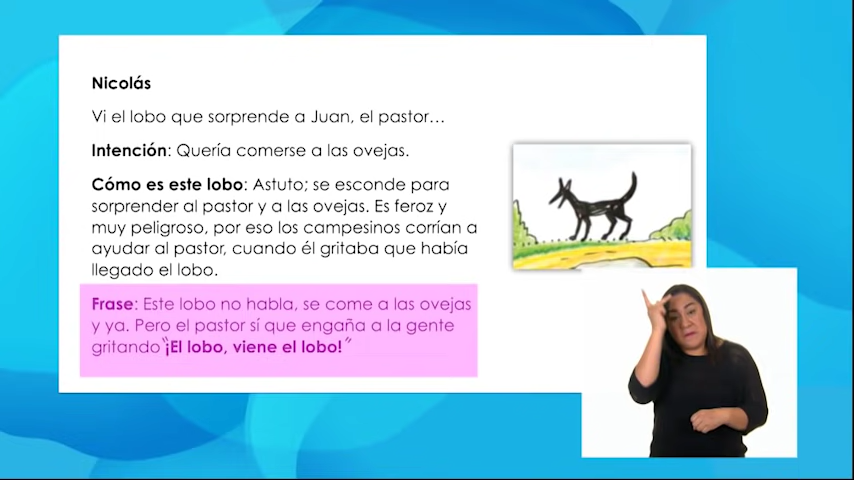 Nicolás
Vi el lobo que sorprende a Juan, el pastor...
Intención: Quería comerse a las ovejas.
Cómo es este lobo: Astuto; se esconde para
sorprender al pastor y a las ovejas. Es feroz y
muy peligroso, por eso los campesinos corrían a
ayudar al pastor, cuando él gritaba que había
llegado el lobo.
Frase: Este lobo no habla, se come a las ovejas
y ya. Pero el pastor sí que engaña a la gente
gritando "¡El lobo, viene el lobo!"